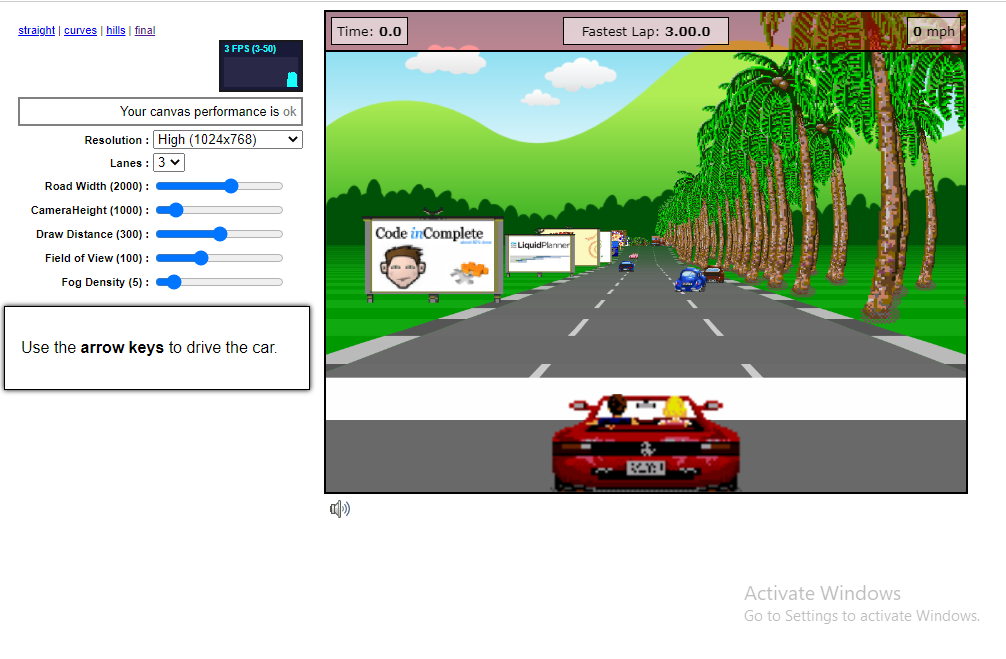 straight | curves | hills | final
3 FPS (3-50)
Your canvas performance is ok
Resolution : High (1024x768)
Lanes : 3
Road Width (2000) :
CameraHeight (1000) :
Draw Distance (300) :
Field of View (100) :
Fog Density (5) :
Use the arrow keys to drive the car.
Time: 0.0
Fastest Lap: 3.00.0
0 mph
Code inComplete
LiquidPlanner
Activate Windows
Go to Settings to activate Windows.